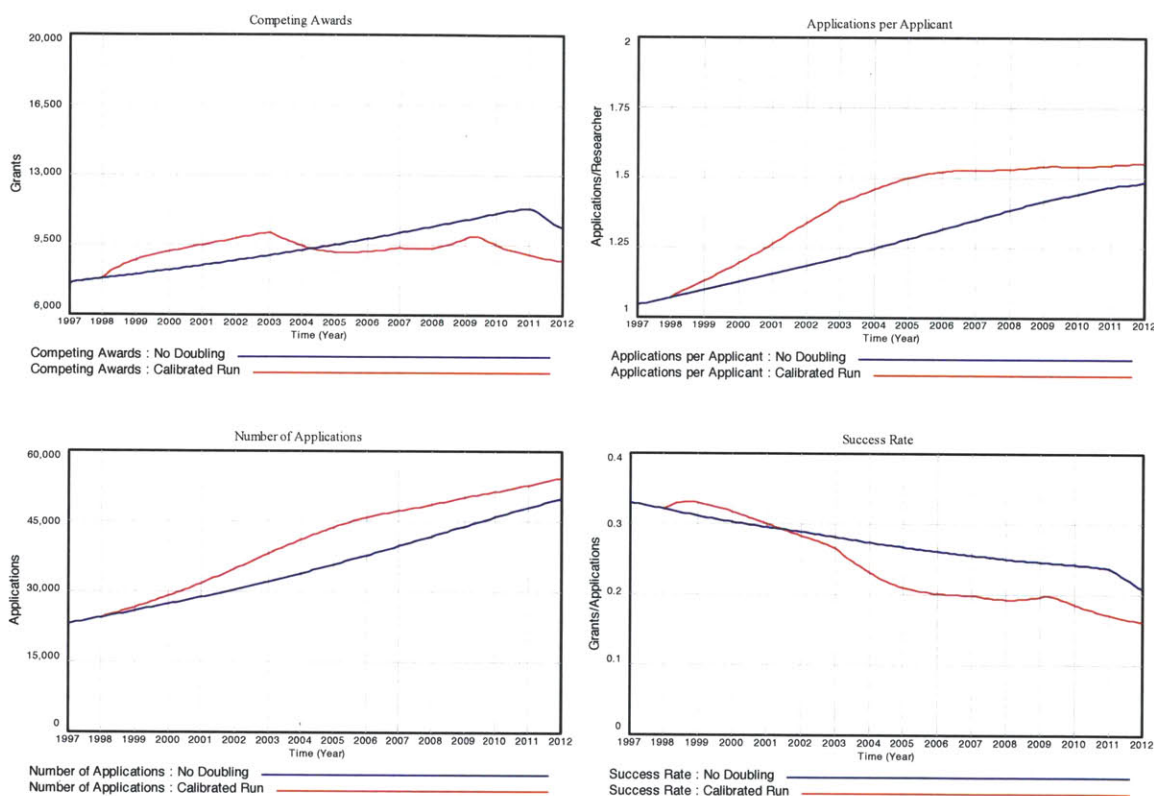 Competing Awards
20,000
16,500
13,000
9,500
6,000
Grants
1997 1998 1999 2000 2001 2002 2003 2004 2005 2006 2007 2008 2009 2010 2011 2012
Time (Year)
Competing Awards : No Doubling
Competing Awards : Calibrated Run
Applications per Applicant
2
1.75
1.5
1.25
1
Applications/Researcher
1997 1998 1999 2000 2001 2002 2003 2004 2005 2006 2007 2008 2009 2010 2011 2012
Time (Year)
Applications per Applicant : No Doubling
Applications per Applicant : Calibrated Run
Number of Applications
60,000
45,000
30,000
15,000
0
Applications
1997 1998 1999 2000 2001 2002 2003 2004 2005 2006 2007 2008 2009 2010 2011 2012
Time (Year)
Number of Applications : No Doubling
Number of Applications : Calibrated Run
Success Rate
0.4
0.3
0.2
0.1
0
Grants/Applications
1997 1998 1999 2000 2001 2002 2003 2004 2005 2006 2007 2008 2009 2010 2011 2012
Time (Year)
Success Rate : No Doubling
Success Rate : Calibrated Run